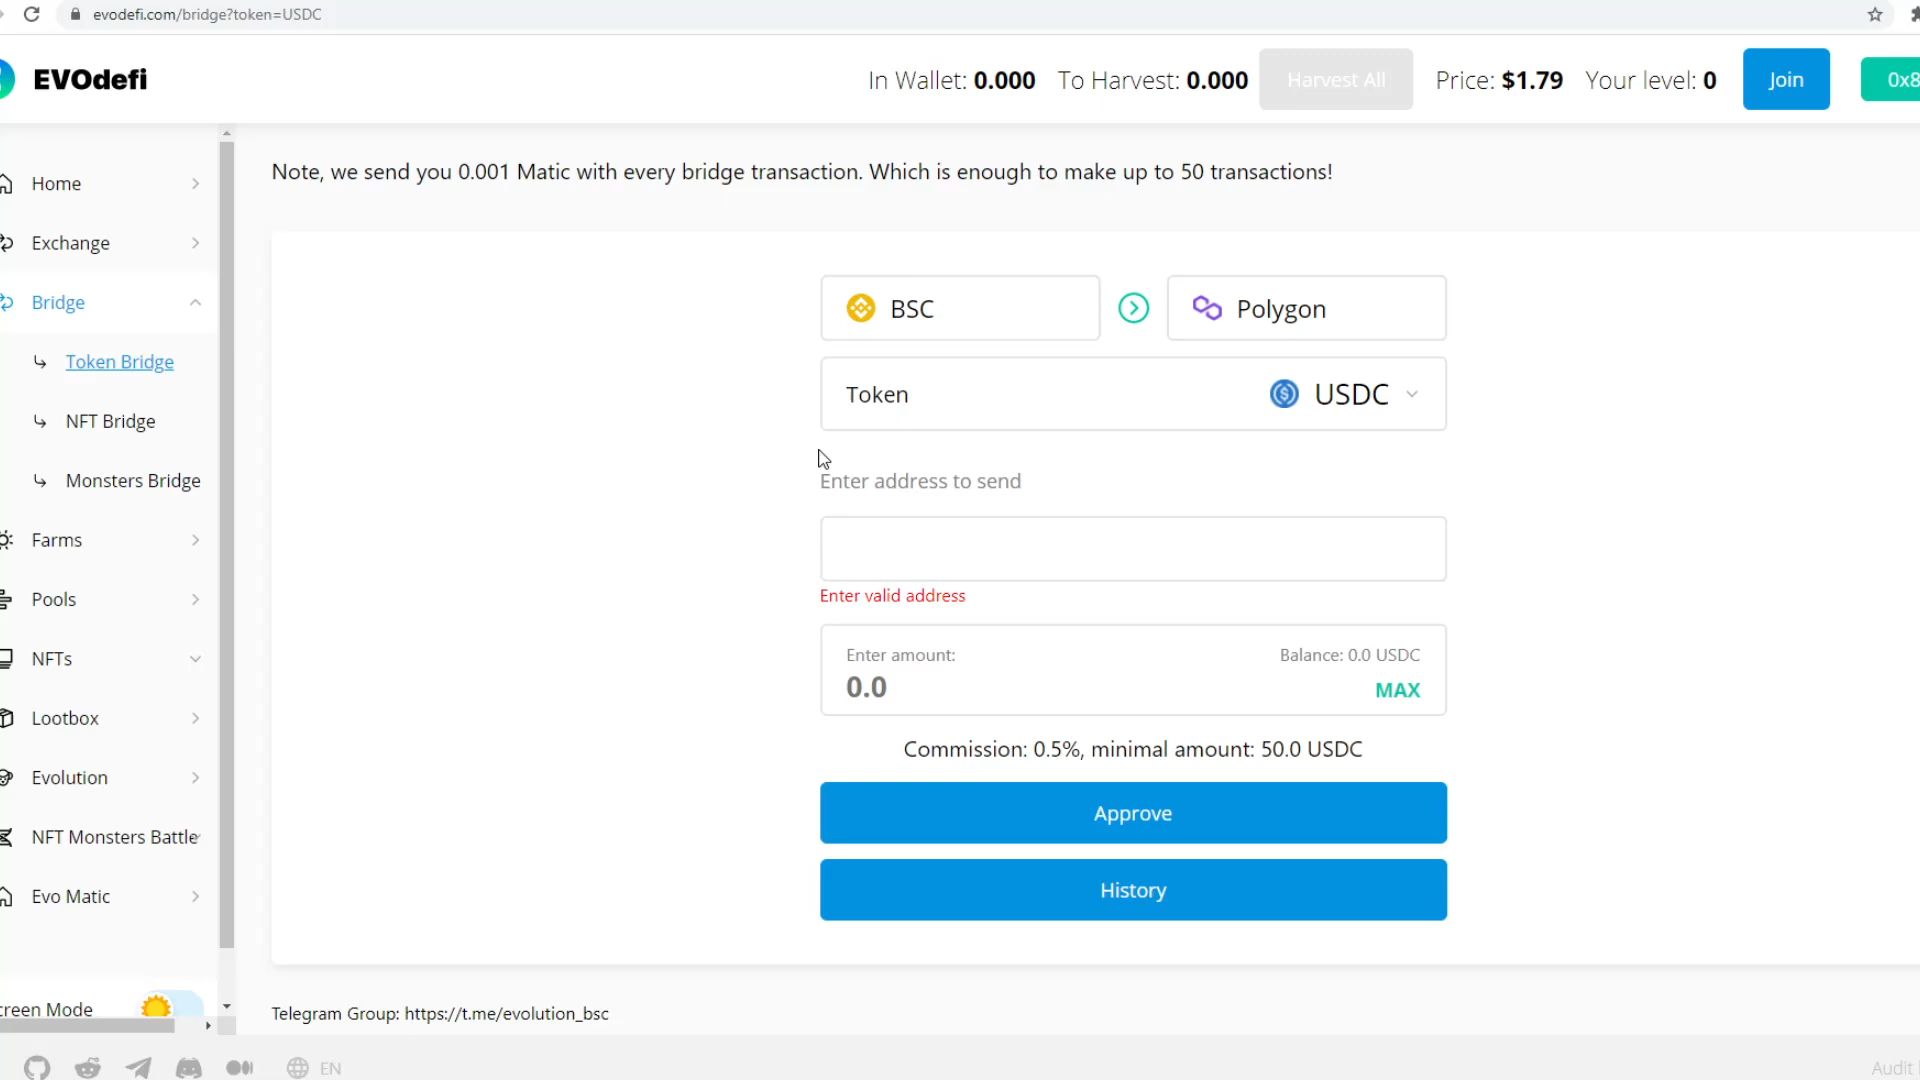 evodefi.com/bridge?token=USDC
EVOdefi
In Wallet: 0.000 To Harvest: 0.000 Harvest All Price: $1.79 Your level: 0 Join 0x8
Note, we send you 0.001 Matic with every bridge transaction. Which is enough to make up to 50 transactions!
Home
Exchange
Bridge
Token Bridge
NFT Bridge
Monsters Bridge
Farms
Pools
NFTs
Lootbox
Evolution
NFT Monsters Battle
Evo Matic
creen Mode
BSC Polygon
Token USDC
Enter address to send
Enter valid address
Enter amount: Balance: 0.0 USDC
0.0 MAX
Commission: 0.5%, minimal amount: 50.0 USDC
Approve
History
Telegram Group: https://t.me/evolution_bsc
EN
Audit